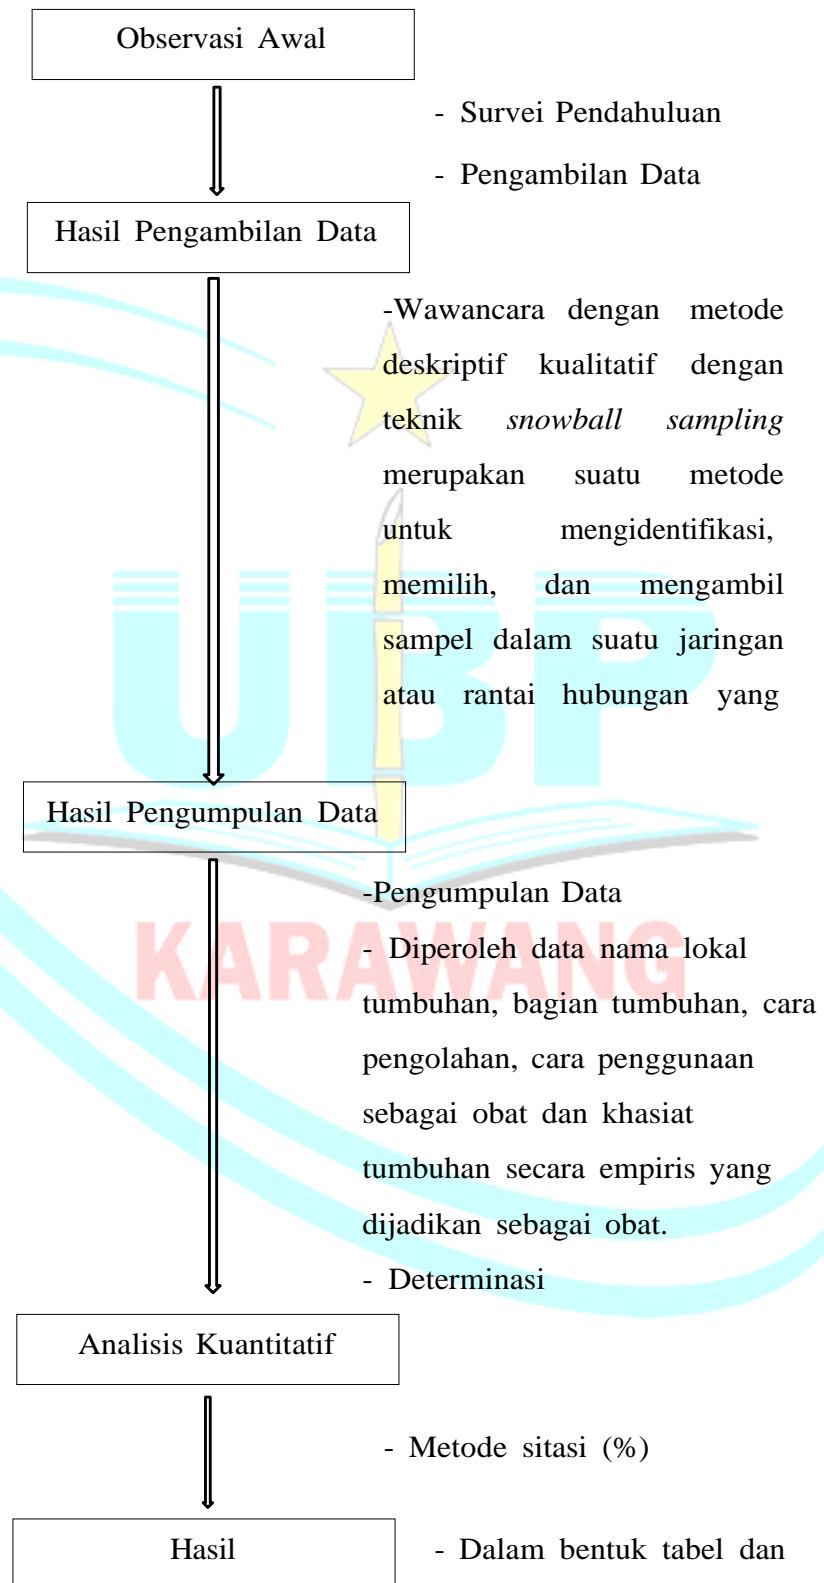 Observasi Awal
- Survei Pendahuluan
- Pengambilan Data
Hasil Pengambilan Data
-Wawancara dengan metode
deskriptif kualitatif dengan
teknik snowball sampling
merupakan suatu metode
untuk mengidentifikasi,
memilih, dan mengambil
sampel dalam suatu jaringan
atau rantai hubungan yang
UBP
Hasil Pengumpulan Data
-Pengumpulan Data
KARAWANG
- Diperoleh data nama lokal
tumbuhan, bagian tumbuhan, cara
pengolahan, cara penggunaan
sebagai obat dan khasiat
tumbuhan secara empiris yang
dijadikan sebagai obat.
- Determinasi
Analisis Kuantitatif
- Metode sitasi (%)
Hasil
- Dalam bentuk tabel dan